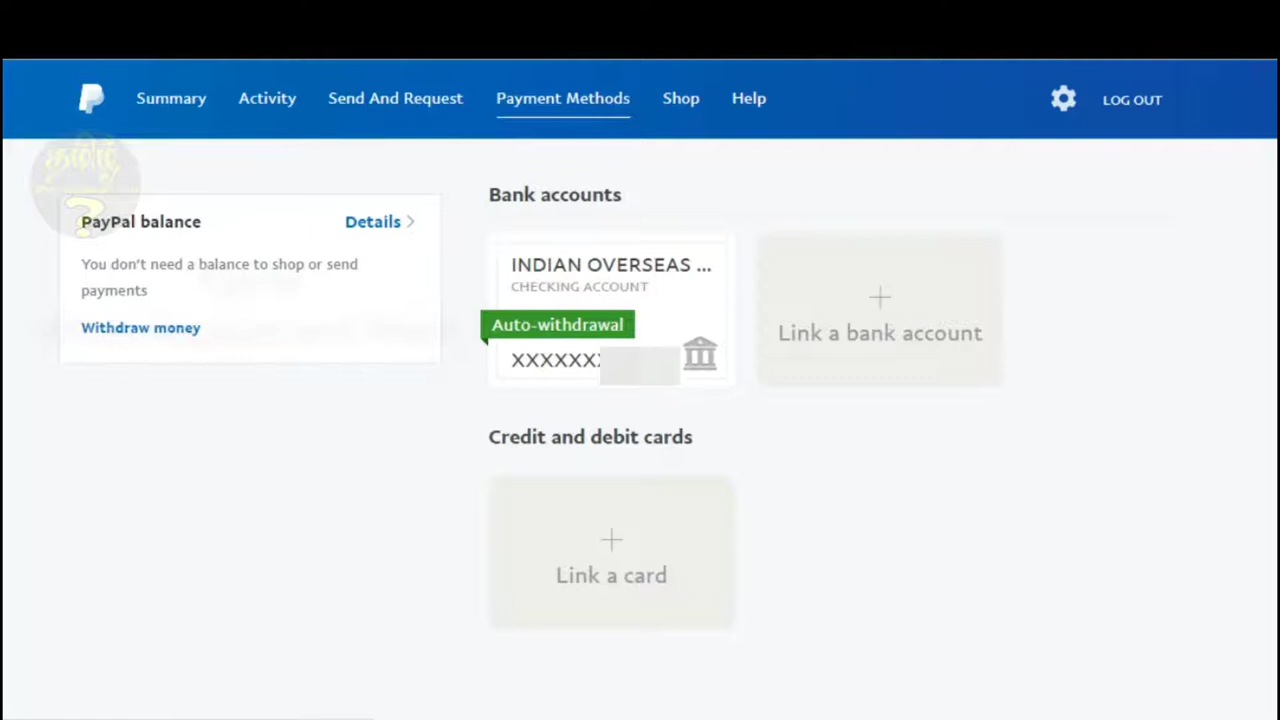 Summary Activity Send And Request Payment Methods Shop Help LOG OUT
PayPal balance Details
You don't need a balance to shop or send
payments
Withdraw money
Bank accounts
INDIAN OVERSEAS ...
CHECKING ACCOUNT
Auto-withdrawal
XXXXXXX
Link a bank account
Credit and debit cards
Link a card